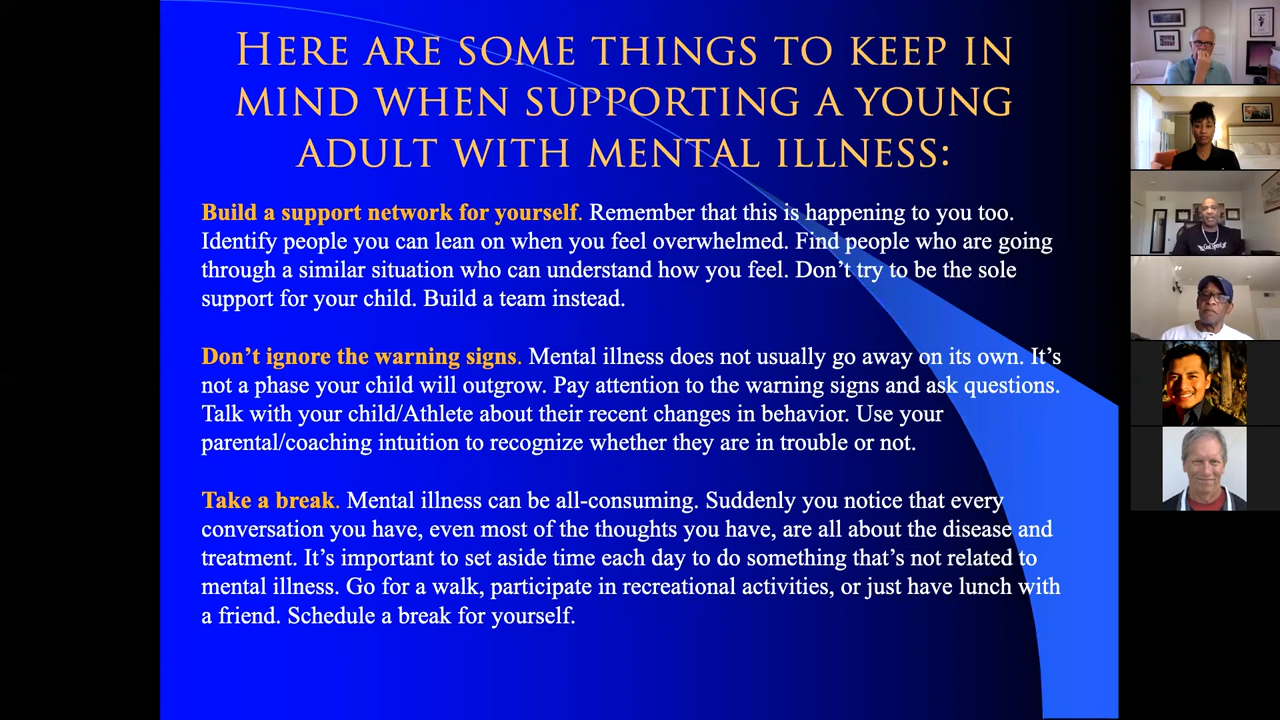 HERE ARE SOME THINGS TO KEEP IN
MIND WHEN SUPPORTING A YOUNG
ADULT WITH MENTAL ILLNESS:
Build a support network for yourself. Remember that this is happening to you too.
Identify people you can lean on when you feel overwhelmed. Find people who are going
through a similar situation who can understand how you feel. Don’t try to be the sole
support for your child. Build a team instead.
Don’t ignore the warning signs. Mental illness does not usually go away on its own. It’s
not a phase your child will outgrow. Pay attention to the warning signs and ask questions.
Talk with your child/Athlete about their recent changes in behavior. Use your
parental/coaching intuition to recognize whether they are in trouble or not.
Take a break. Mental illness can be all-consuming. Suddenly you notice that every
conversation you have, even most of the thoughts you have, are all about the disease and
treatment. It’s important to set aside time each day to do something that’s not related to
mental illness. Go for a walk, participate in recreational activities, or just have lunch with
a friend. Schedule a break for yourself.